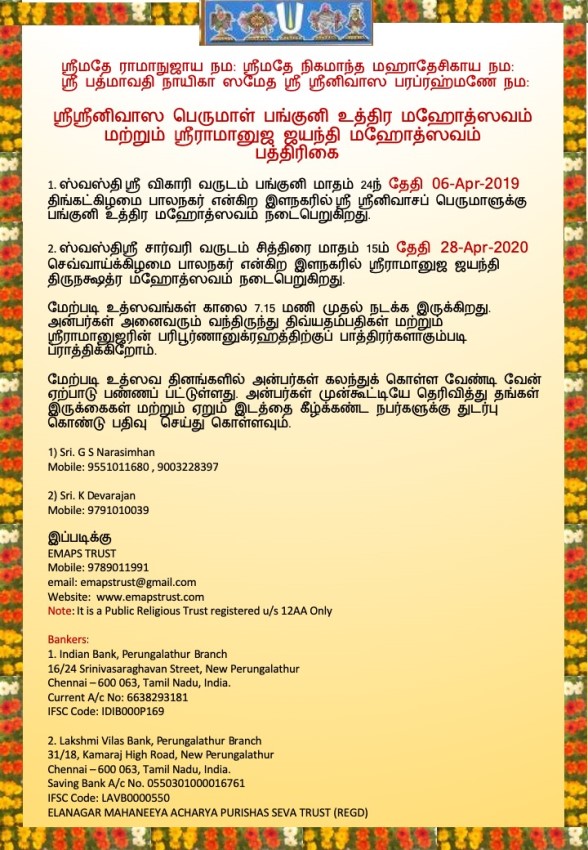 ஸ்ரீமதே ராமாநுஜாய நம: ஸ்ரீமதே நிகமாந்த மஹாதேசிகாய நம:
ஸ்ரீ பத்மாவதி நாயிகா ஸமேத ஸ்ரீ ஸ்ரீனிவாஸ பரப்ரஹ்மணே நம:
ஸ்ரீஸ்ரீனிவாஸ பெருமாள் பங்குனி உத்திர மஹோத்ஸவம்
மற்றும் ஸ்ரீராமானுஜ ஜயந்தி மஹோத்ஸவம்
பத்திரிகை
1. ஸ்வஸ்திஸ்ரீ விகாரி வருடம் பங்குனி மாதம் 24ந் தேதி 06-Apr-2019
திங்கட்கிழமை பாலநகர் என்கிற இளநகரில் ஸ்ரீ ஸ்ரீனிவாசப் பெருமாளுக்கு
பங்குனி உத்திர மஹோத்ஸவம் நடைபெறுகிறது.
2. ஸ்வஸ்திஸ்ரீ சார்வரி வருடம் சித்திரை மாதம் 15ம் தேதி 28-Apr-2020
செவ்வாய்க்கிழமை பாலநகர் என்கிற இளநகரில் ஸ்ரீராமானுஜ ஜயந்தி
திருநக்ஷத்ர மஹோத்ஸவம் நடைபெறுகிறது.
மேற்படி உத்ஸவங்கள் காலை 7.15 மணி முதல் நடக்க இருக்கிறது.
அன்பர்கள் அனைவரும் வந்திருந்து திவ்யதம்பதிகள் மற்றும்
ஸ்ரீராமானுஜரின் பரிபூர்ணானுக்ரஹத்திற்குப் பாத்திரர்களாகும்படி
ப்ராத்திக்கிறோம்.
மேற்படி உத்ஸவ தினங்களில் அன்பர்கள் கலந்துக் கொள்ள வேண்டி வேன்
ஏற்பாடு பண்ணப் பட்டுள்ளது. அன்பர்கள் முன்கூட்டியே தெரிவித்து தங்கள்
இருக்கைகள் மற்றும் ஏறும் இடத்தை கீழ்க்கண்ட நபர்களுக்கு துடர்பு
கொண்டு பதிவு செய்து கொள்ளவும்.
1) Sri. G S Narasimhan
Mobile: 9551011680 , 9003228397
2) Sri. K Devarajan
Mobile: 9791010039
இப்படிக்கு
EMAPS TRUST
Mobile: 9789011991
email: emapstrust@gmail.com
Website: www.emapstrust.com
Note: It is a Public Religious Trust registered u/s 12AA Only
Bankers:
1. Indian Bank, Perungalathur Branch
16/24 Srinivasaraghavan Street, New Perungalathur
Chennai – 600 063, Tamil Nadu, India.
Current A/c No: 6638293181
IFSC Code: IDIB000P169
2. Lakshmi Vilas Bank, Perungalathur Branch
31/18, Kamaraj High Road, New Perungalathur
Chennai – 600 063, Tamil Nadu, India.
Saving Bank A/c No. 0550301000016761
IFSC Code: LAVB0000550
ELANAGAR MAHANEEYA ACHARYA PURISHAS SEVA TRUST (REGD)